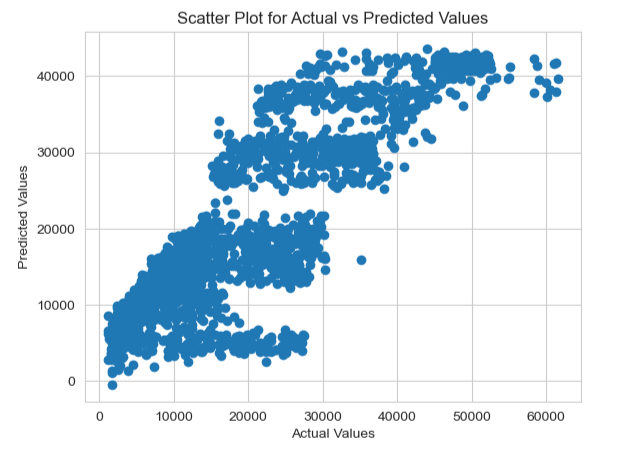 Scatter Plot for Actual vs Predicted Values
40000
30000
20000
10000
0
Predicted Values
0 10000 20000 30000 40000 50000 60000
Actual Values